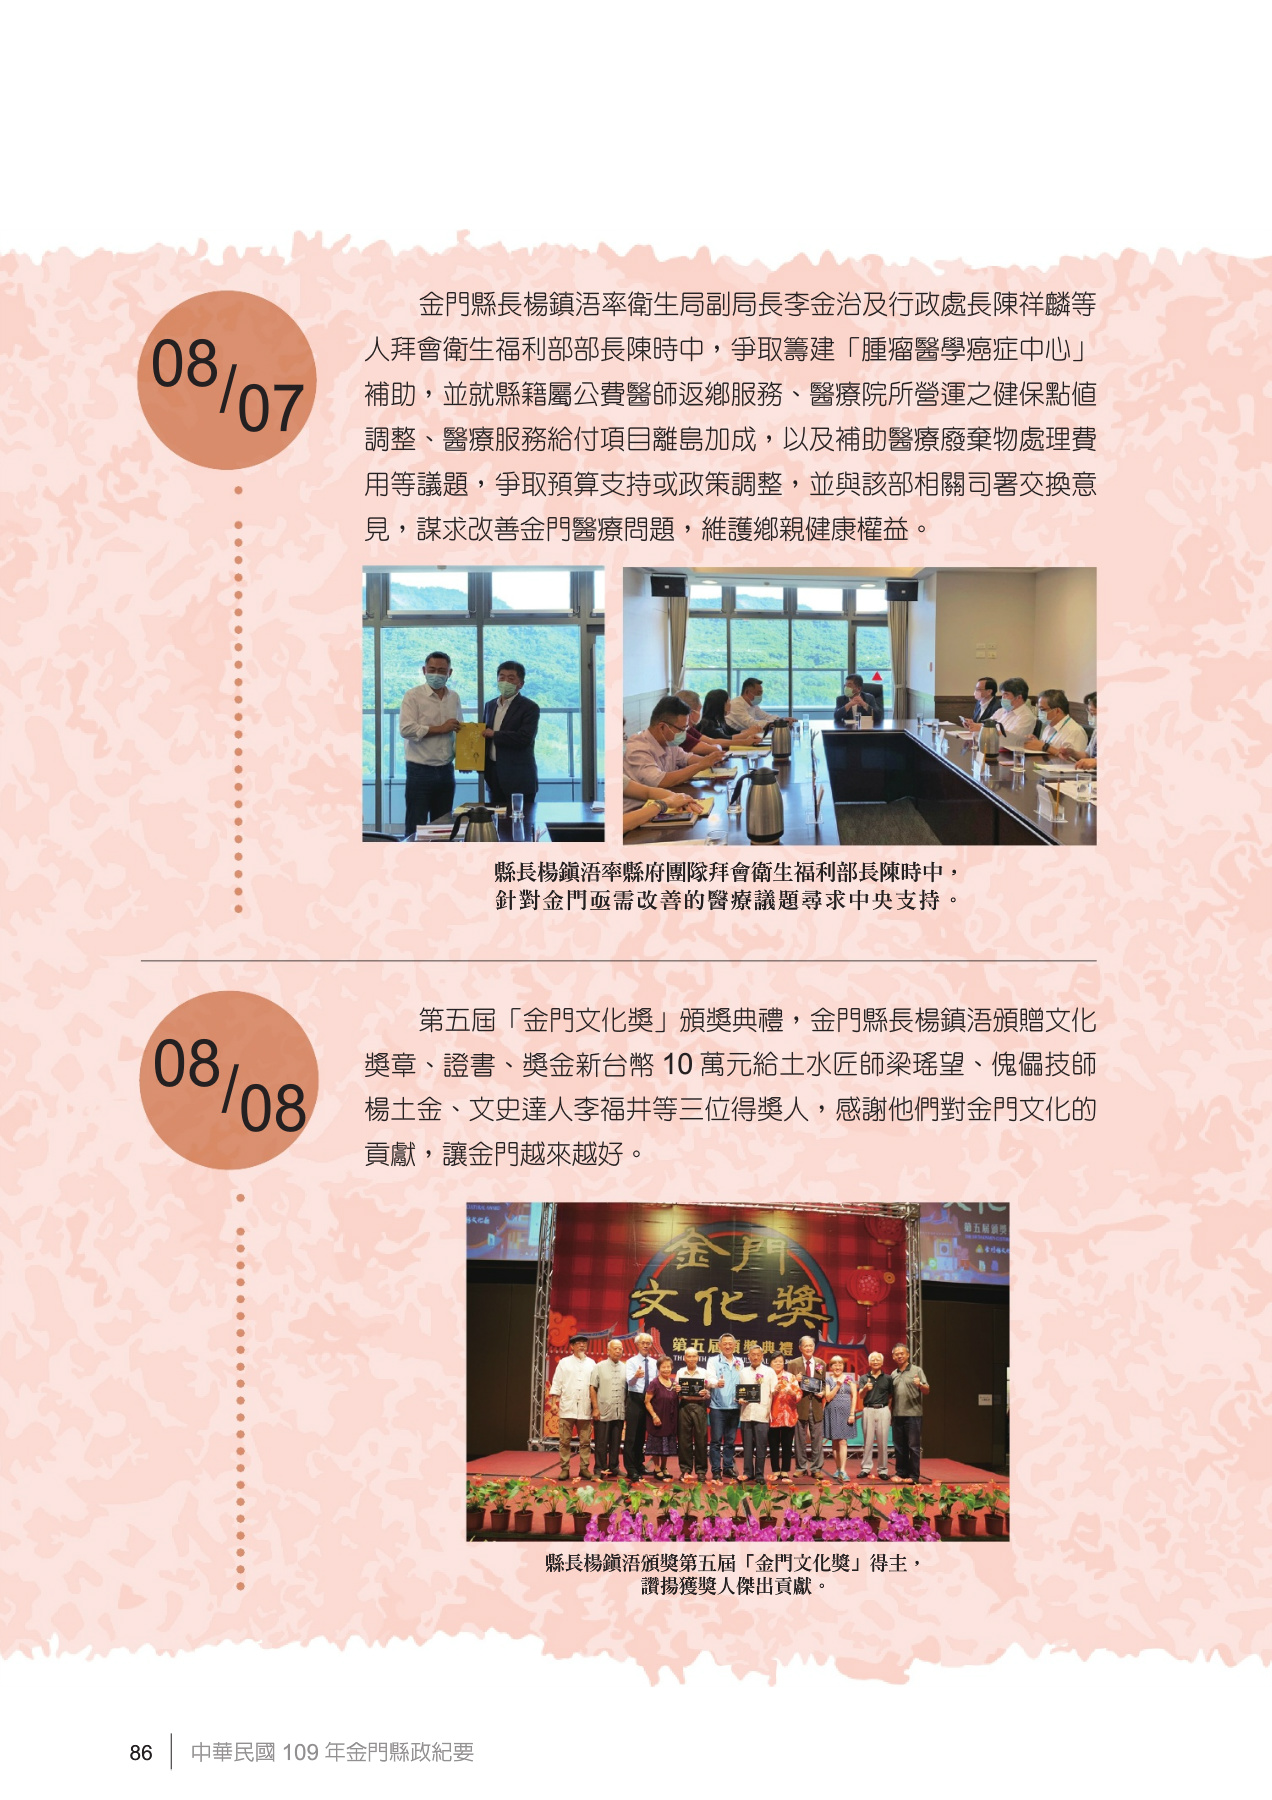 08/07
金門縣長楊鎮浯率衛生局副局長李金治及行政處長陳祥麟等
人拜會衛生福利部部長陳時中，爭取籌建「腫瘤醫學癌症中心」
補助，並就縣籍屬公費醫師返鄉服務、醫療院所營運之健保點值
調整、醫療服務給付項目離島加成，以及補助醫療廢棄物處理費
用等議題，爭取預算支持或政策調整，並與該部相關司署交換意
見，謀求改善金門醫療問題，維護鄉親健康權益。
縣長楊鎮浯率縣府團隊拜會衛生福利部長陳時中，
針對金門亟需改善的醫療議題尋求中央支持。
08/08
第五屆「金門文化獎」頒獎典禮，金門縣長楊鎮浯頒贈文化
獎章、證書、獎金新台幣 10 萬元給土水匠師梁瑤望、傀儡技師
楊土金、文史達人李福井等三位得獎人，感謝他們對金門文化的
貢獻，讓金門越來越好。
金門
文化獎
第五屆頒獎典禮
縣長楊鎮浯頒獎第五屆「金門文化獎」得主，
讚揚獲獎人傑出貢獻。
86
中華民國 109 年金門縣政紀要